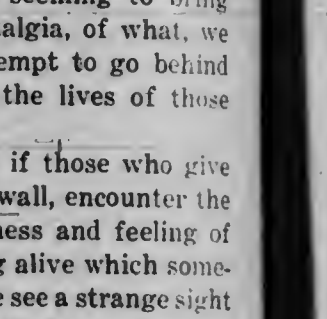 seeming to bring
algia, of what, we
empt to go behind
the lives of those
if those who give
wall, encounter the
ness and feeling of
g alive which some-
e see a strange sight